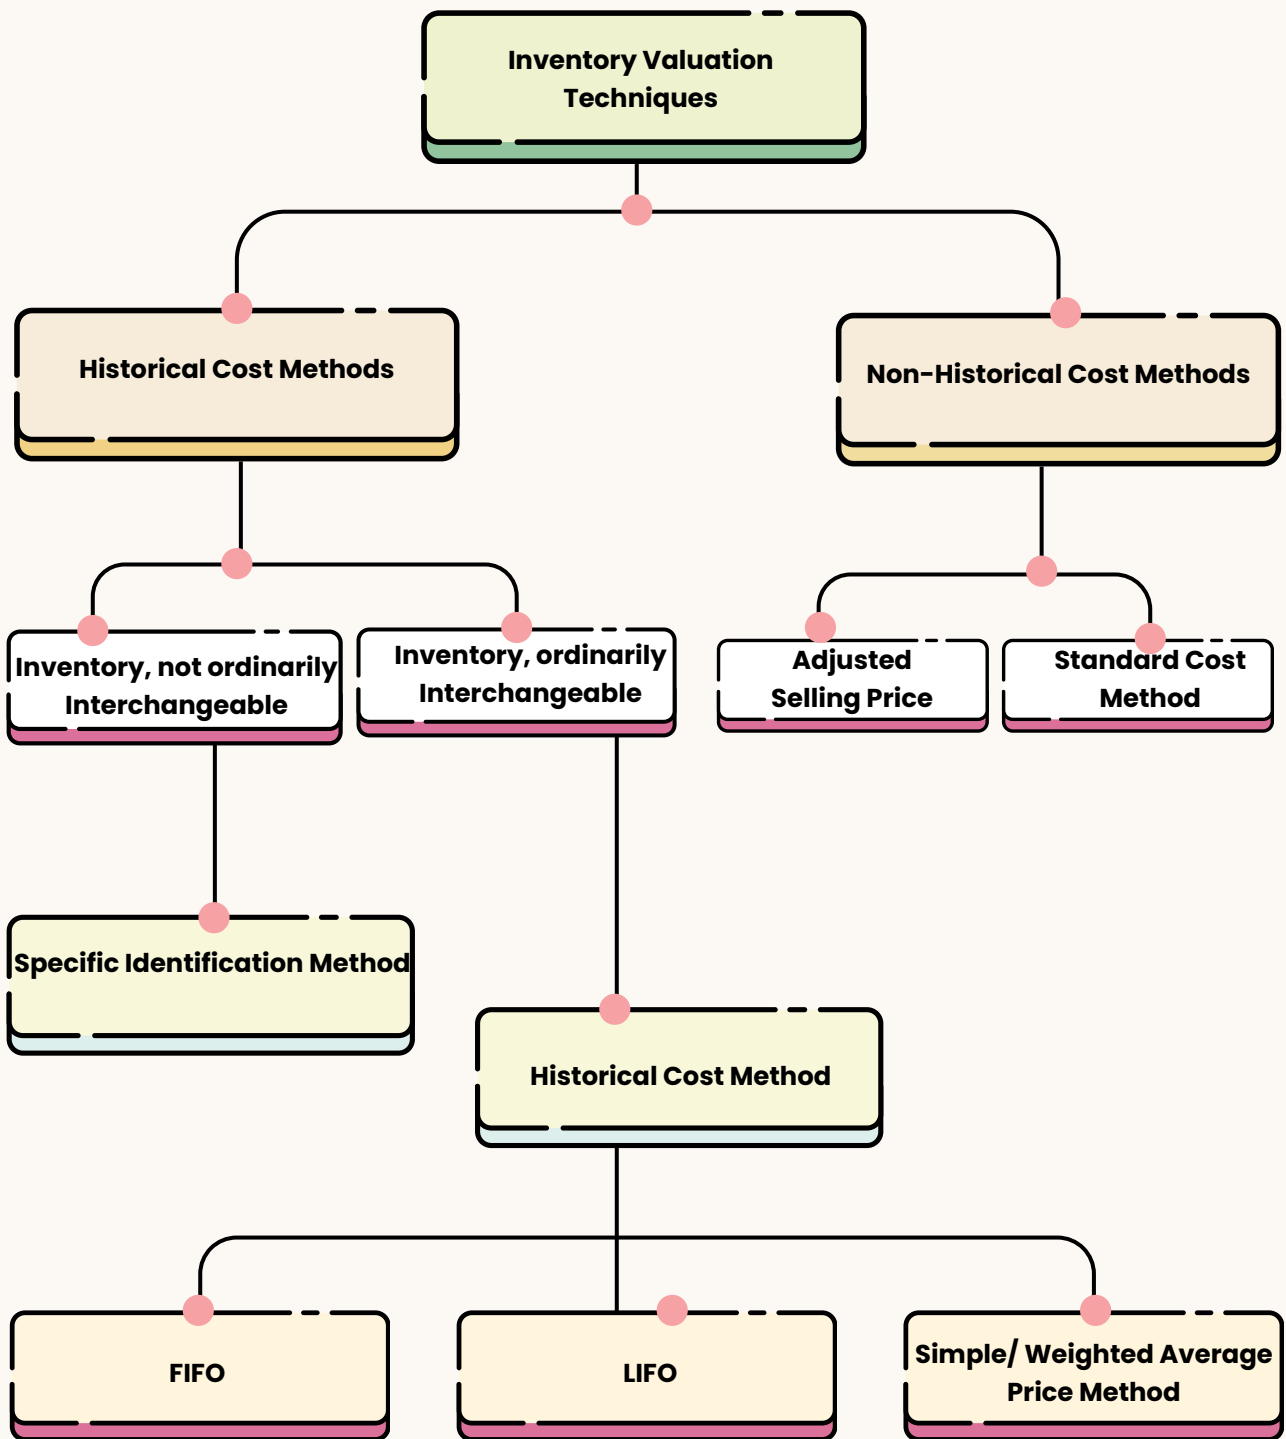 Inventory Valuation
Techniques
Historical Cost Methods
Non-Historical Cost Methods
Inventory, not ordinarily
Interchangeable
Inventory, ordinarily
Interchangeable
Adjusted
Selling Price
Standard Cost
Method
Specific Identification Method
Historical Cost Method
FIFO
LIFO
Simple/ Weighted Average
Price Method